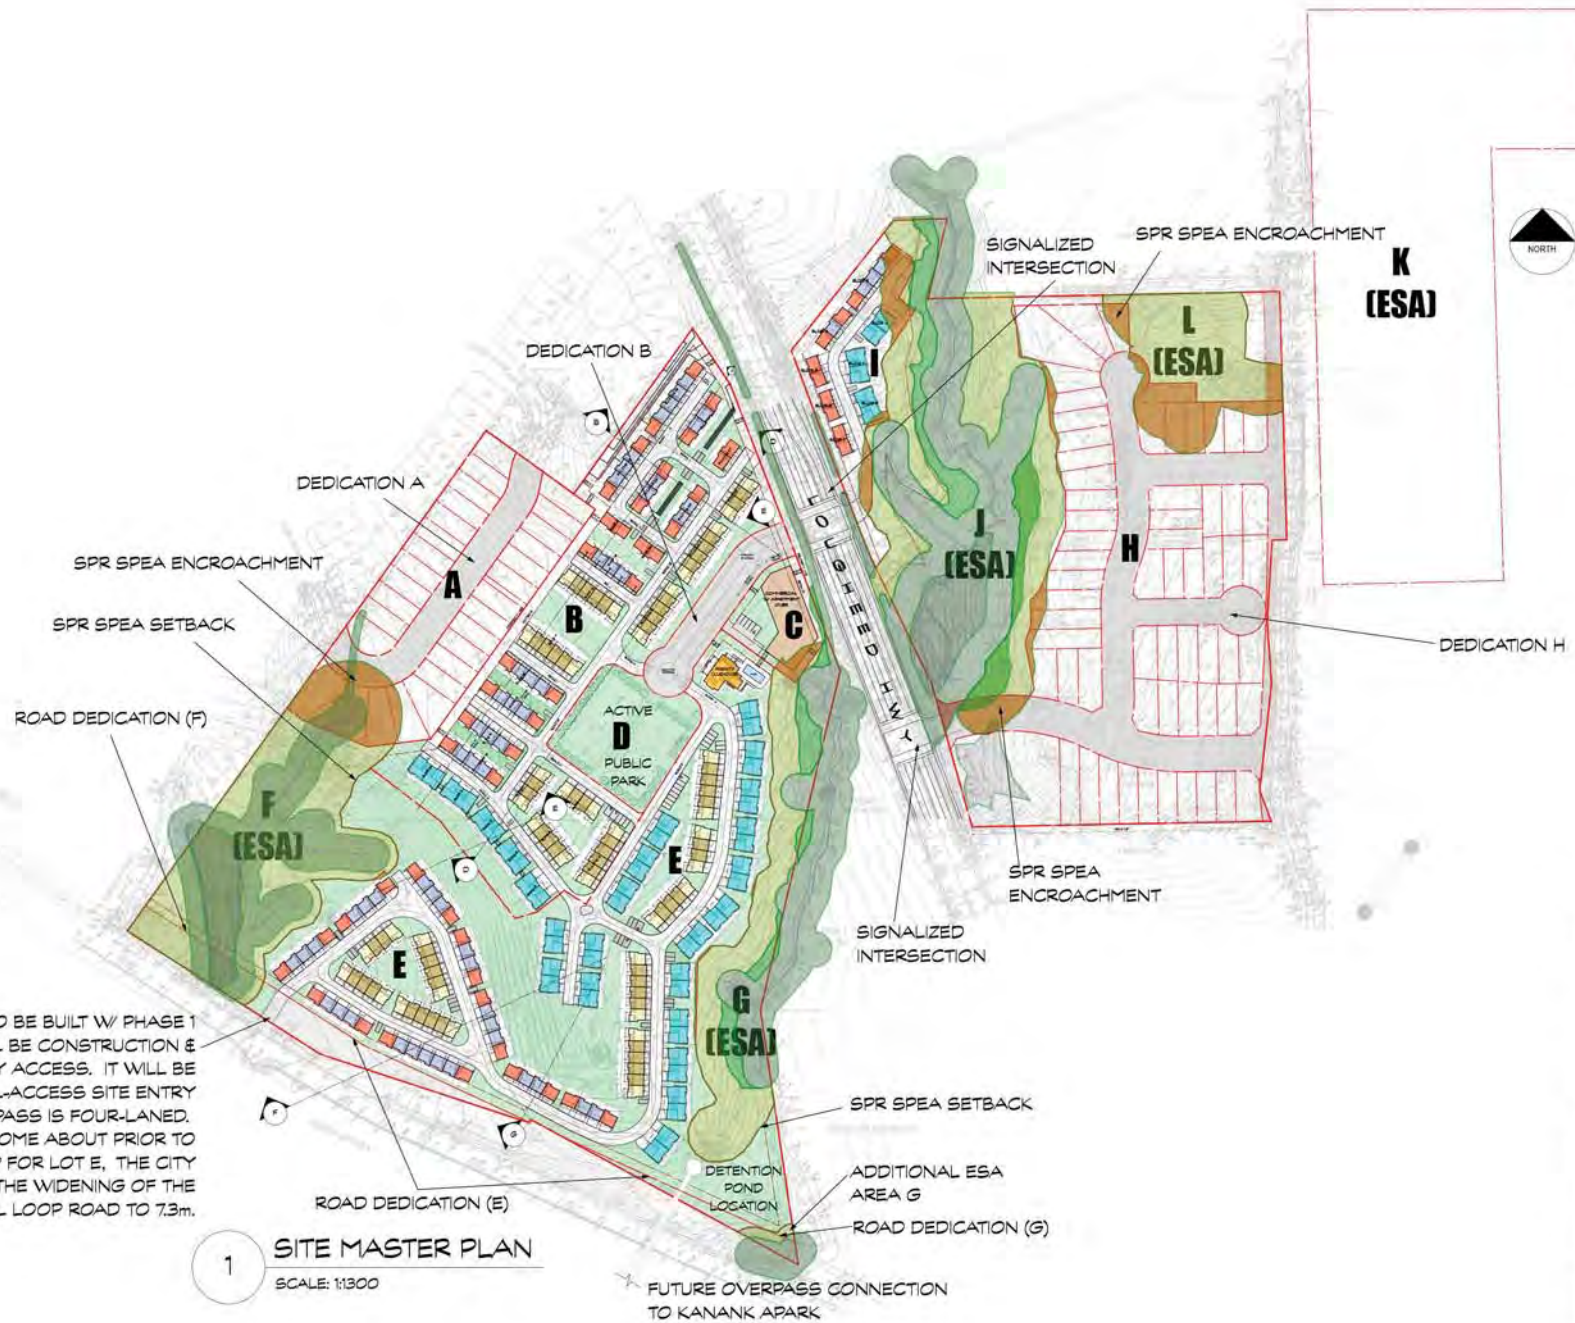 K
(ESA)
NORTH
SPR SPEA ENCROACHMENT
SIGNALIZED
INTERSECTION
L
(ESA)
I
DEDICATION B
DEDICATION A
SPR SPEA ENCROACHMENT
A
SPR SPEA SETBACK
B
C
LOUGHEED HWY
J
(ESA)
H
DEDICATION H
ROAD DEDICATION (F)
ACTIVE
D
PUBLIC
PARK
F
(ESA)
E
SPR SPEA
ENCROACHMENT
SIGNALIZED
INTERSECTION
E
G
(ESA)
O BE BUILT W/ PHASE 1
L BE CONSTRUCTION &
Y ACCESS. IT WILL BE
L-ACCESS SITE ENTRY
PASS IS FOUR-LANED.
OME ABOUT PRIOR TO
FOR LOT E, THE CITY
THE WIDENING OF THE
L LOOP ROAD TO 7.3m.
SPR SPEA SETBACK
DETENTION
POND
LOCATION
ADDITIONAL ESA
AREA G
ROAD DEDICATION (E)
ROAD DEDICATION (G)
1
SITE MASTER PLAN
SCALE: 1:1300
FUTURE OVERPASS CONNECTION
TO KANANK APARK